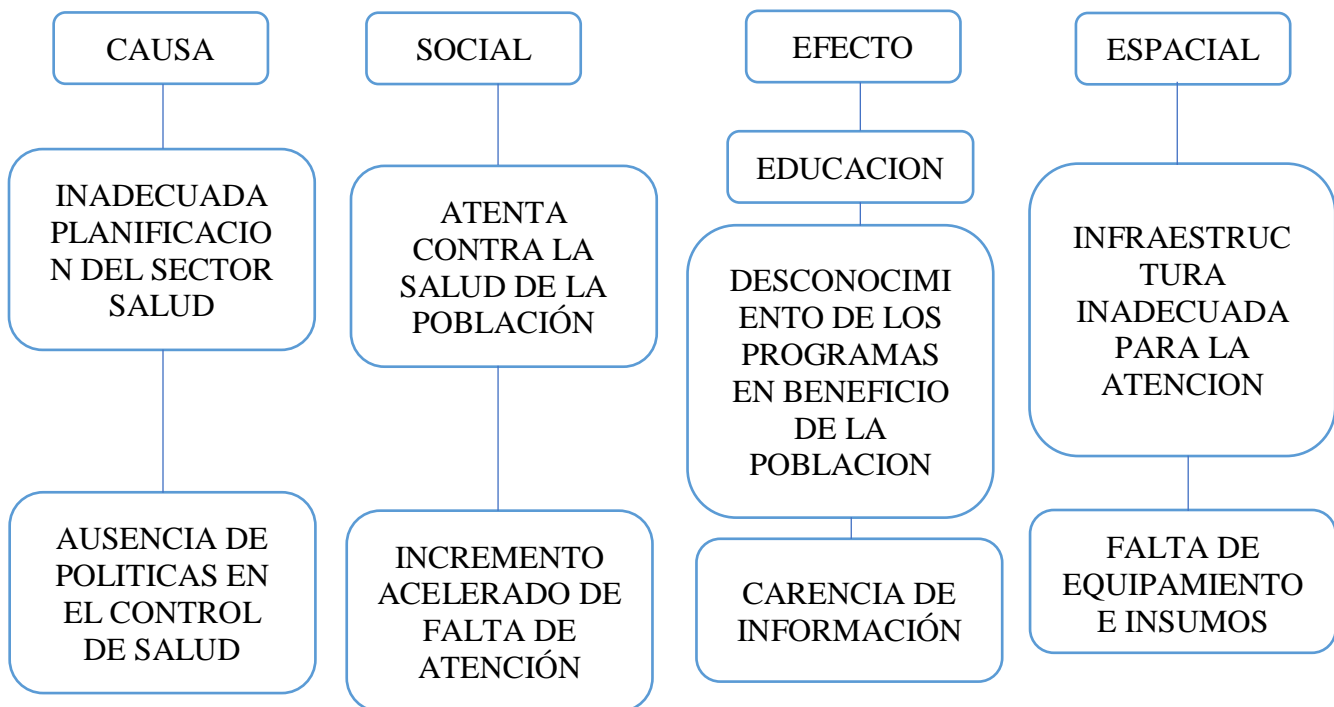 CAUSA
INADECUADA
PLANIFICACIO
N DEL SECTOR
SALUD
AUSENCIA DE
POLITICAS EN
EL CONTROL
DE SALUD
SOCIAL
ATENTA
CONTRA LA
SALUD DE LA
POBLACIÓN
INCREMENTO
ACELERADO DE
FALTA DE
ATENCIÓN
EFECTO
EDUCACION
DESCONOCIMI
ENTO DE LOS
PROGRAMAS
EN BENEFICIO
DE LA
POBLACION
CARENCIA DE
INFORMACIÓN
ESPACIAL
INFRAESTRUC
TURA
INADECUADA
PARA LA
ATENCION
FALTA DE
EQUIPAMIENTO
E INSUMOS